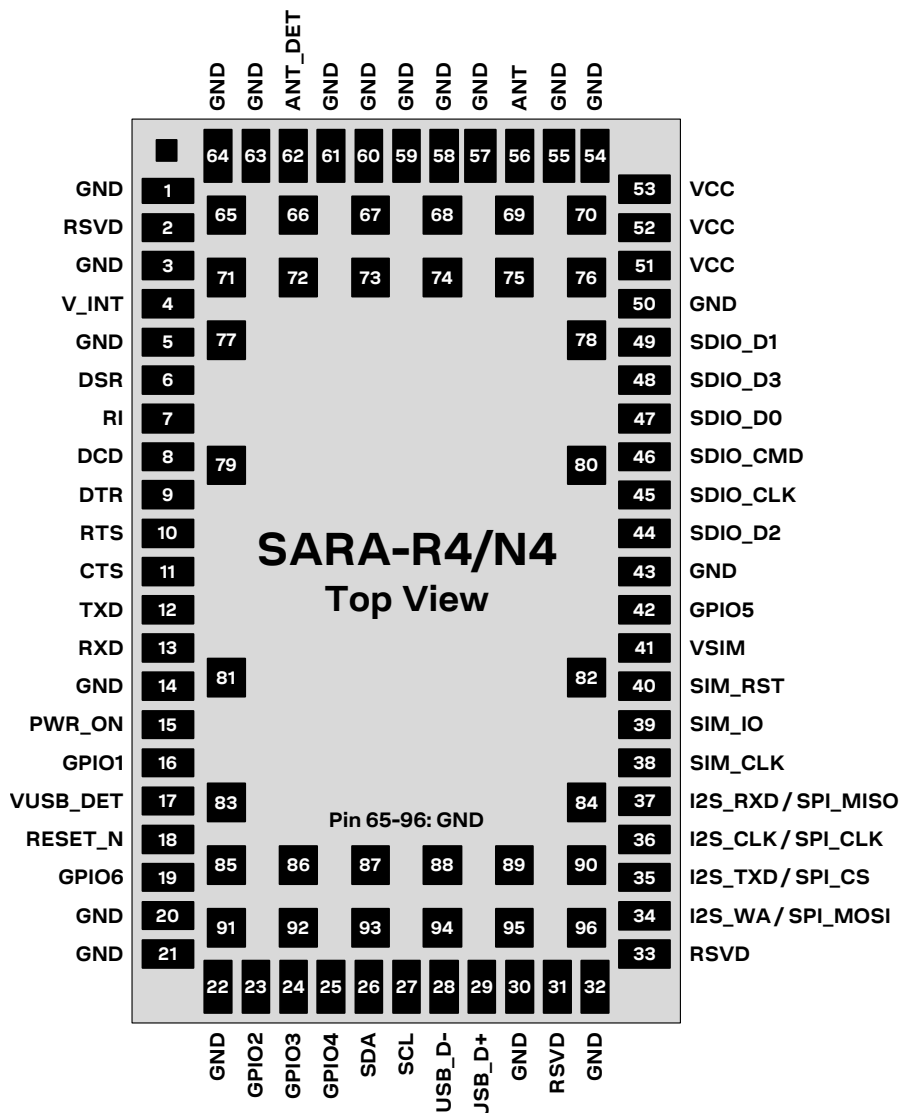 GND GND ANT_DET GND GND GND GND GND ANT GND GND
64 63 62 61 60 59 58 57 56 55 54
GND 1 53 VCC
65 66 67 68 69 70
RSVD 2 52 VCC
GND 3 51 VCC
71 72 73 74 75 76
V_INT 4 50 GND
GND 5 77 78 49 SDIO_D1
DSR 6 48 SDIO_D3
RI 7 47 SDIO_D0
DCD 8 79 80 46 SDIO_CMD
DTR 9 45 SDIO_CLK
RTS 10 44 SDIO_D2
SARA-R4/N4
CTS 11 43 GND
Top View
TXD 12 42 GPIO5
RXD 13 41 VSIM
GND 14 81 82 40 SIM_RST
PWR_ON 15 39 SIM_IO
GPIO1 16 38 SIM_CLK
VUSB_DET 17 83 84 37 I2S_RXD / SPI_MISO
Pin 65-96: GND
RESET_N 18 36 I2S_CLK / SPI_CLK
85 86 87 88 89 90
GPIO6 19 35 I2S_TXD / SPI_CS
GND 20 34 I2S_WA / SPI_MOSI
91 92 93 94 95 96
GND 21 33 RSVD
22 23 24 25 26 27 28 29 30 31 32
GND GPIO2 GPIO3 GPIO4 SDA SCL USB_D- USB_D+ GND RSVD GND